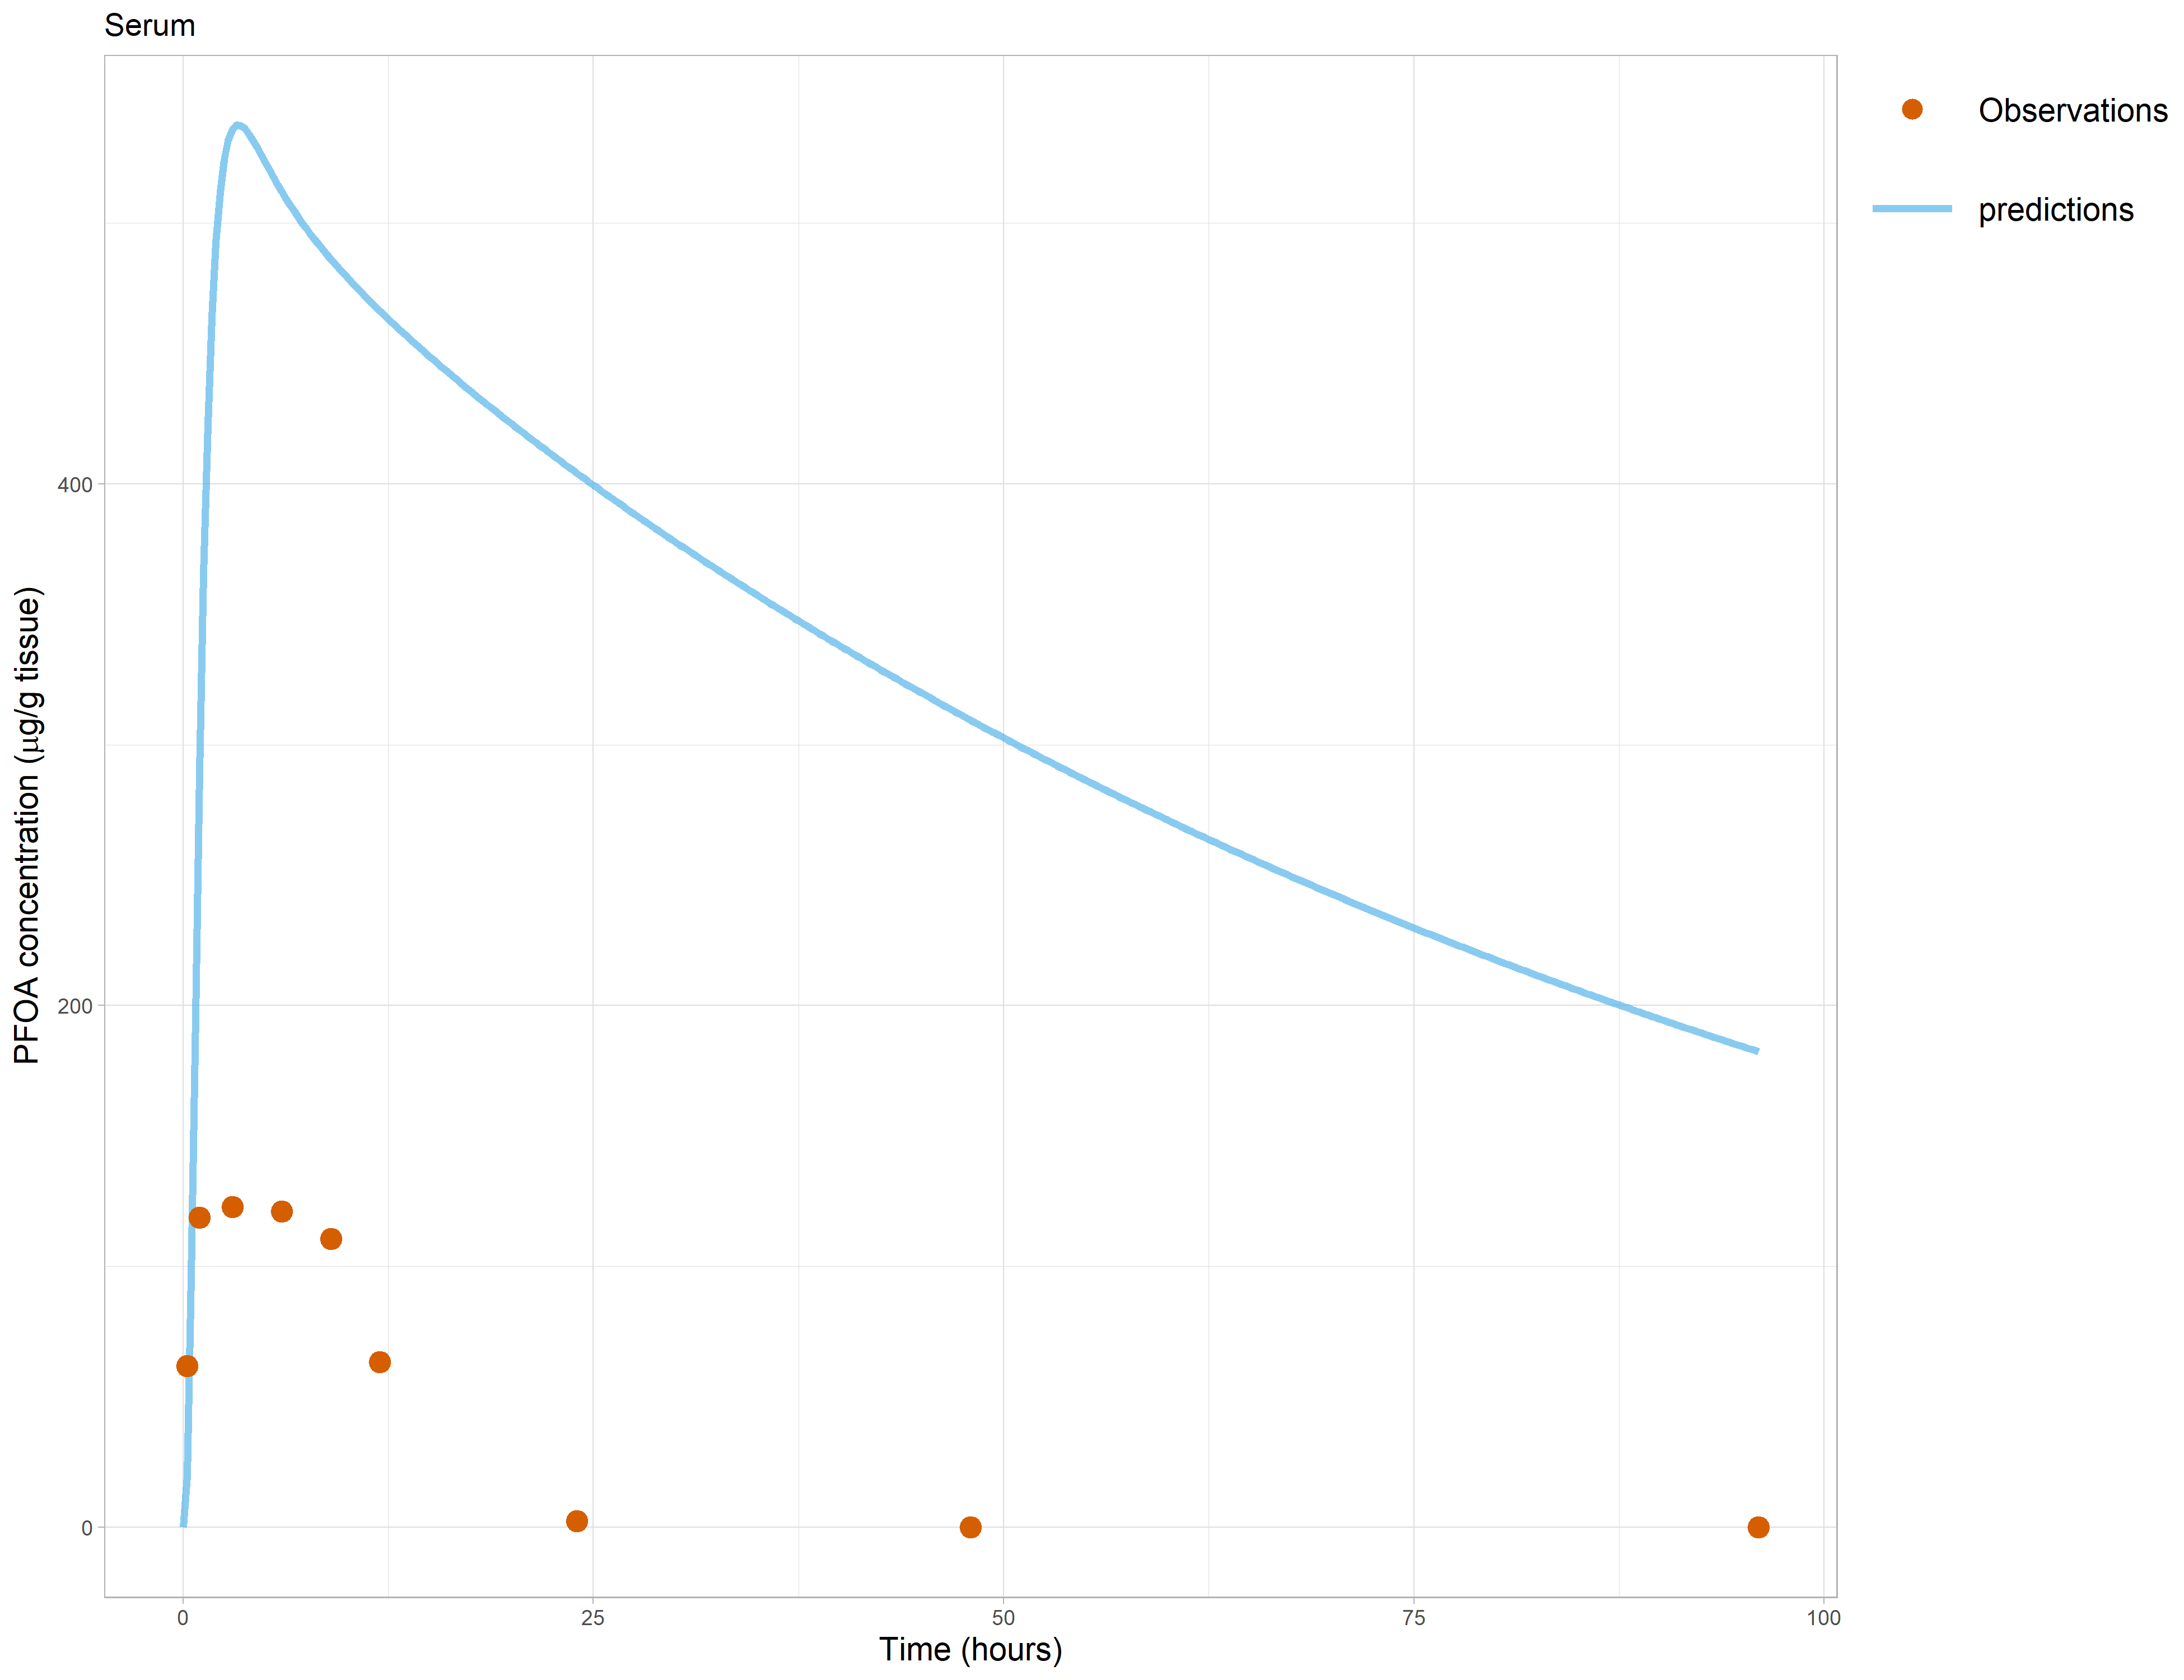 Serum
Observations
predictions
PFOA concentration (μg/g tissue)
400
200
0
0 25 50 75 100
Time (hours)